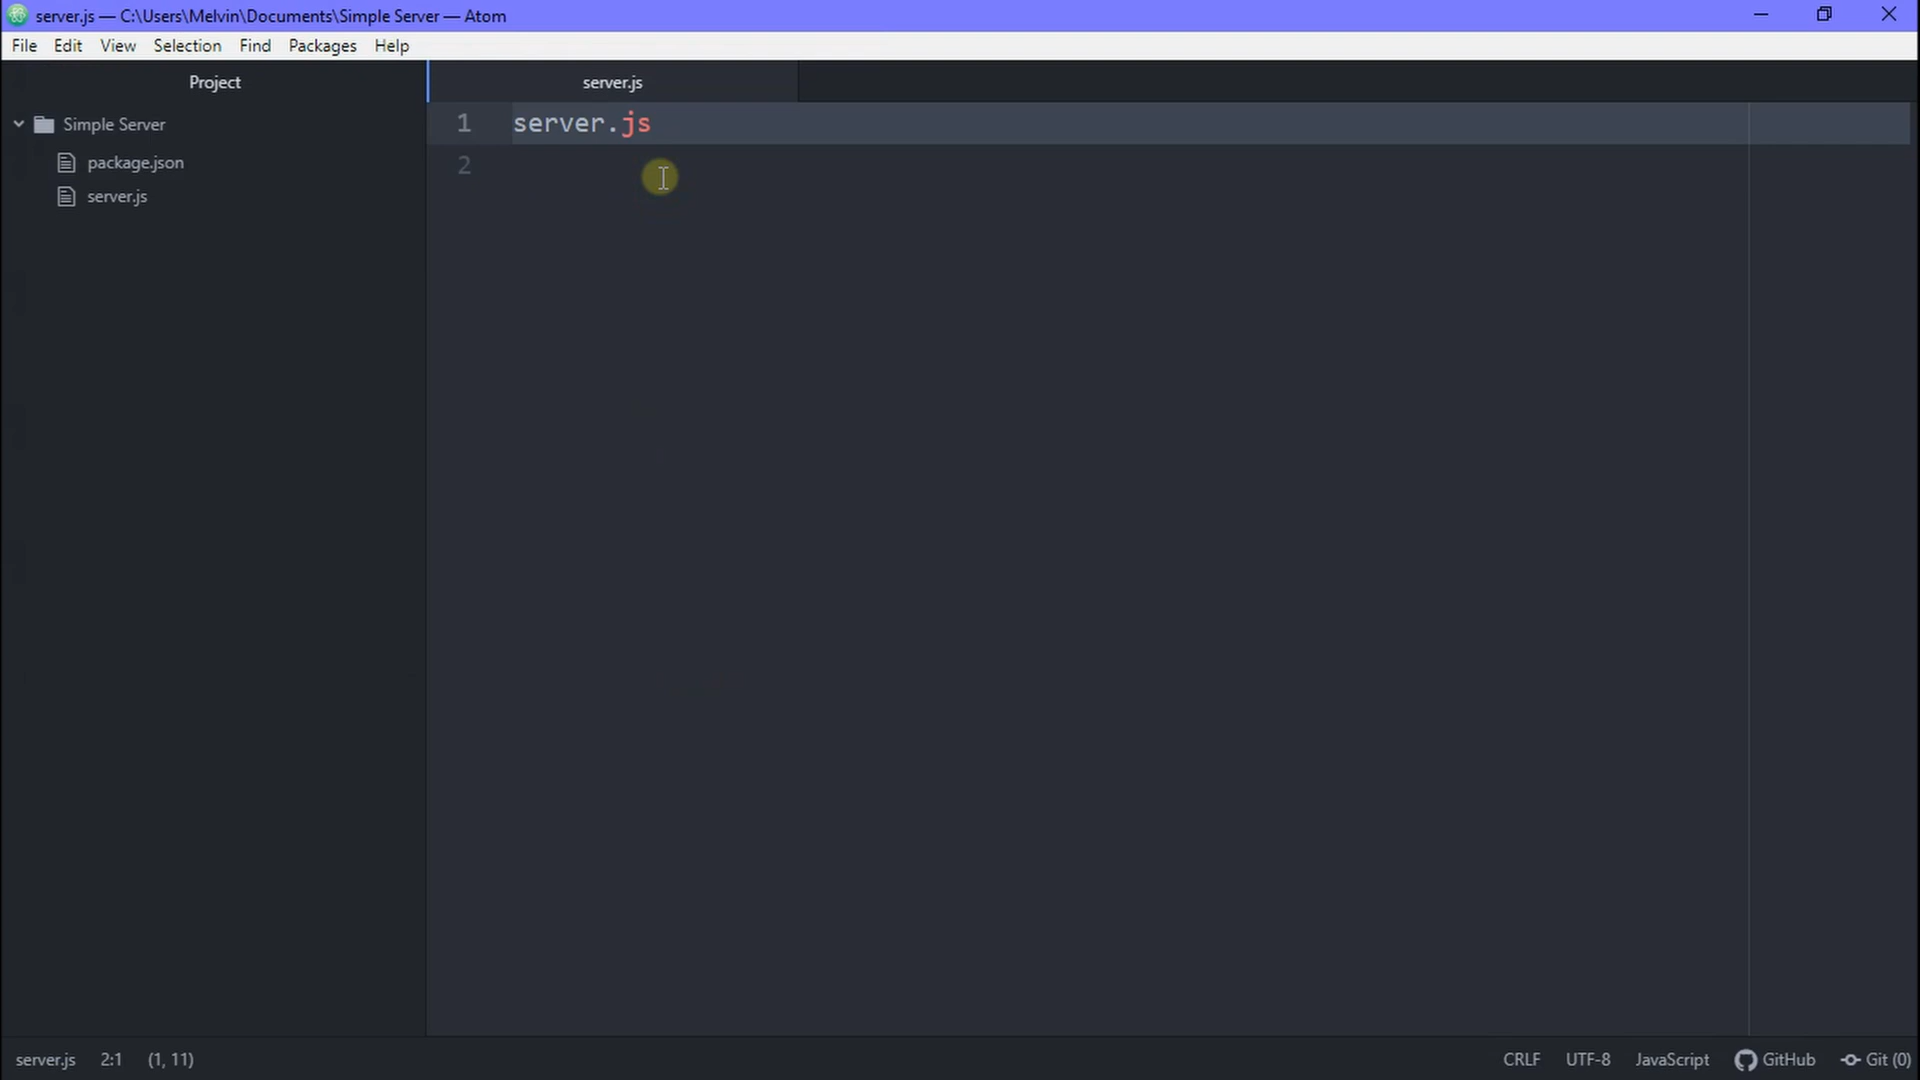 server.js — C:\Users\Melvin\Documents\Simple Server — Atom
File Edit View Selection Find Packages Help
Project
server.js
Simple Server
package.json
server.js
1 server.js
2
server.js 2:1 (1, 11)
CRLF UTF-8 JavaScript GitHub Git (0)